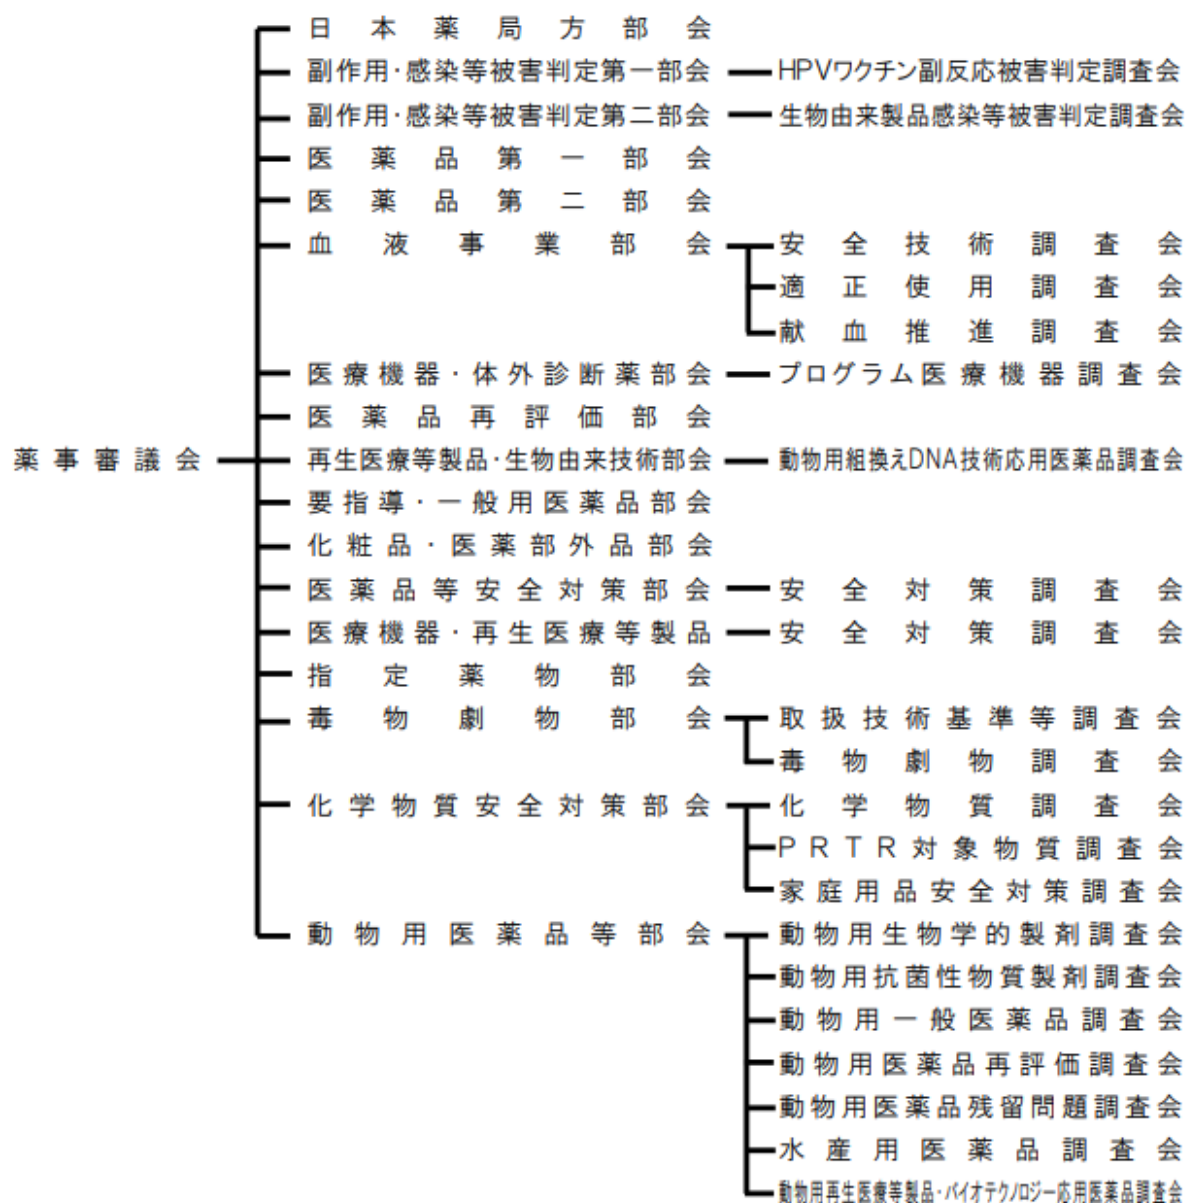 日本薬局方部会
副作用・感染等被害判定第一部会 HPVワクチン副反応被害判定調査会
副作用・感染等被害判定第二部会 生物由来製品感染等被害判定調査会
医薬品第一部会
医薬品第二部会
血液事業部会 安全技術調査会
適正使用調査会
献血推進調査会
医療機器・体外診断薬部会 プログラム医療機器調査会
医薬品再評価部会
薬事審議会 再生医療等製品・生物由来技術部会 動物用組換えDNA技術応用医薬品調査会
要指導・一般用医薬品部会
化粧品・医薬部外品部会
医薬品等安全対策部会 安全対策調査会
医療機器・再生医療等製品 安全対策調査会
指定薬物部会
毒物劇物部会 取扱技術基準等調査会
毒物劇物調査会
化学物質安全対策部会 化学物質調査会
PRTR対象物質調査会
家庭用品安全対策調査会
動物用医薬品等部会 動物用生物学的製剤調査会
動物用抗菌性物質製剤調査会
動物用一般医薬品調査会
動物用医薬品再評価調査会
動物用医薬品残留問題調査会
水産用医薬品調査会
動物用再生医療等製品・バイオテクノロジー応用医薬品調査会